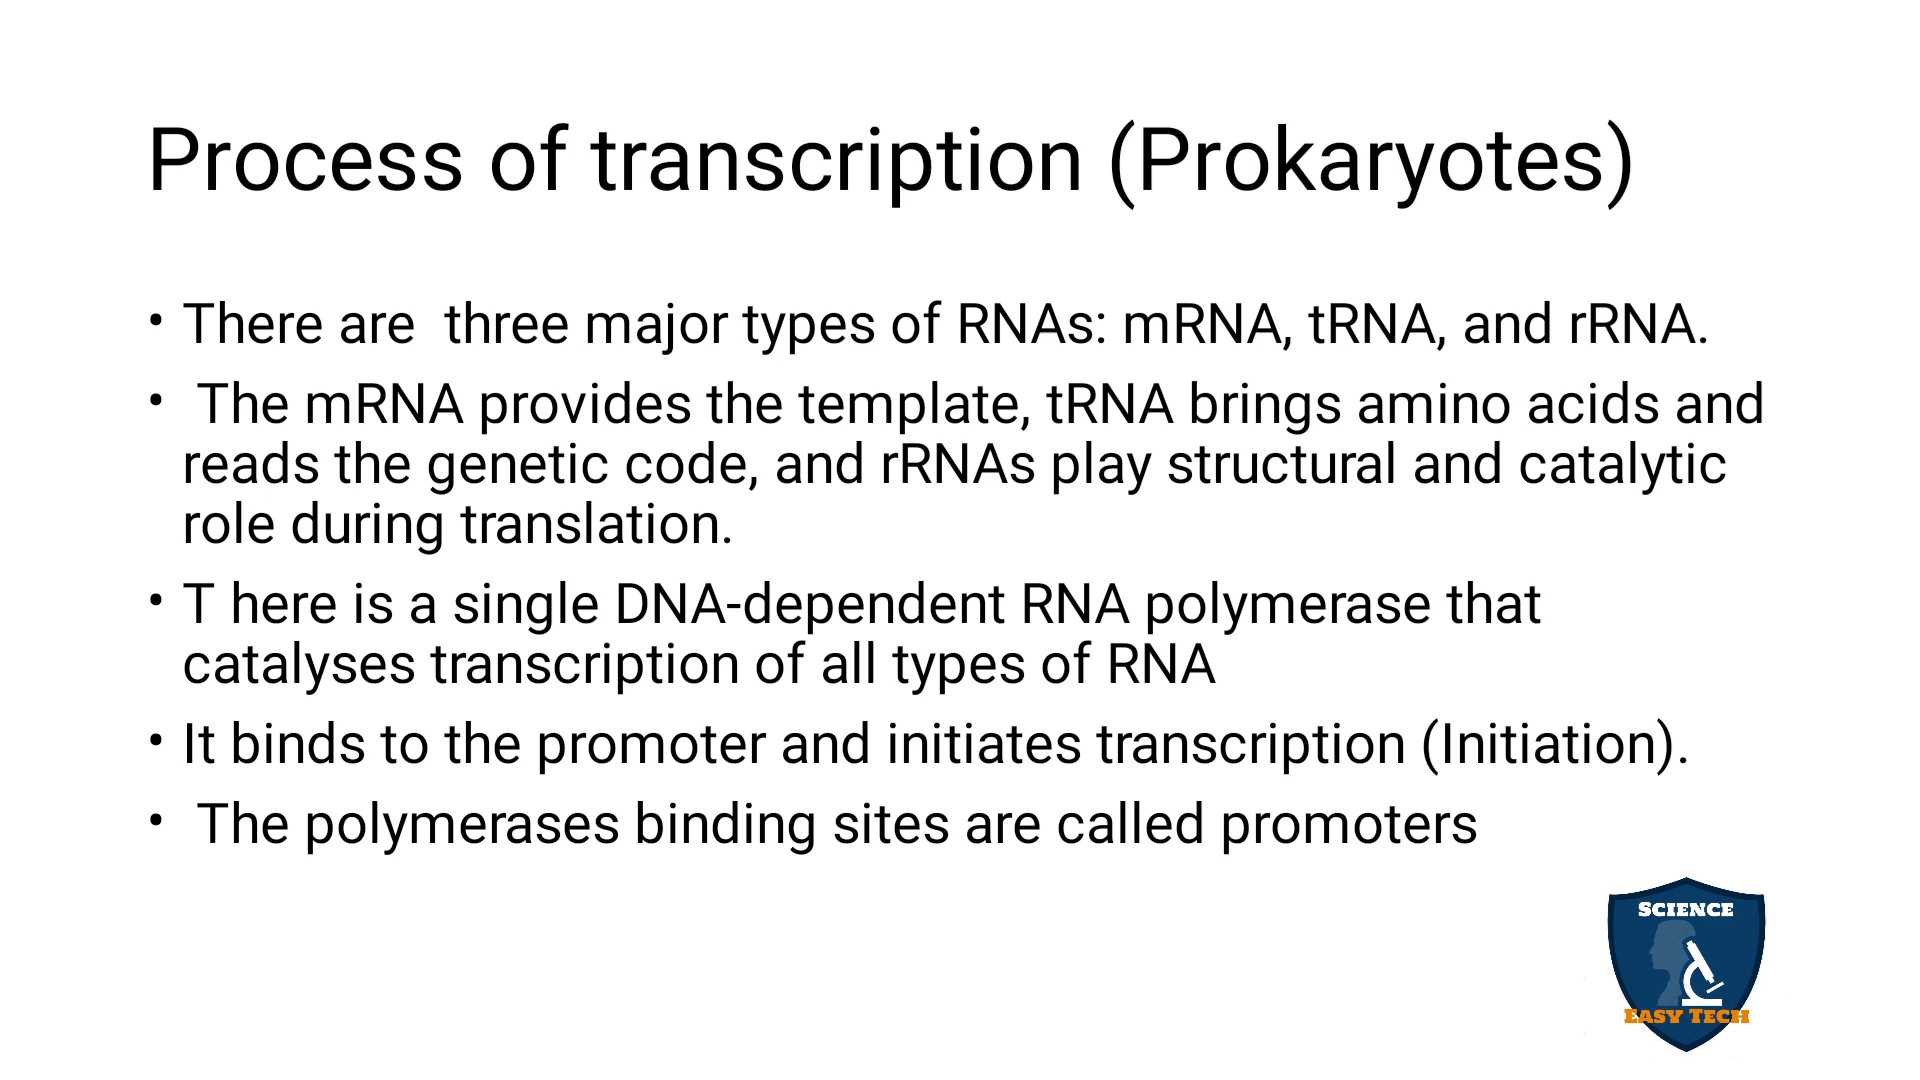 Process of transcription (Prokaryotes)
• There are  three major types of RNAs: mRNA, tRNA, and rRNA.
•  The mRNA provides the template, tRNA brings amino acids and
reads the genetic code, and rRNAs play structural and catalytic
role during translation.
• T here is a single DNA-dependent RNA polymerase that
catalyses transcription of all types of RNA
• It binds to the promoter and initiates transcription (Initiation).
•  The polymerases binding sites are called promoters
SCIENCE
EASY TECH